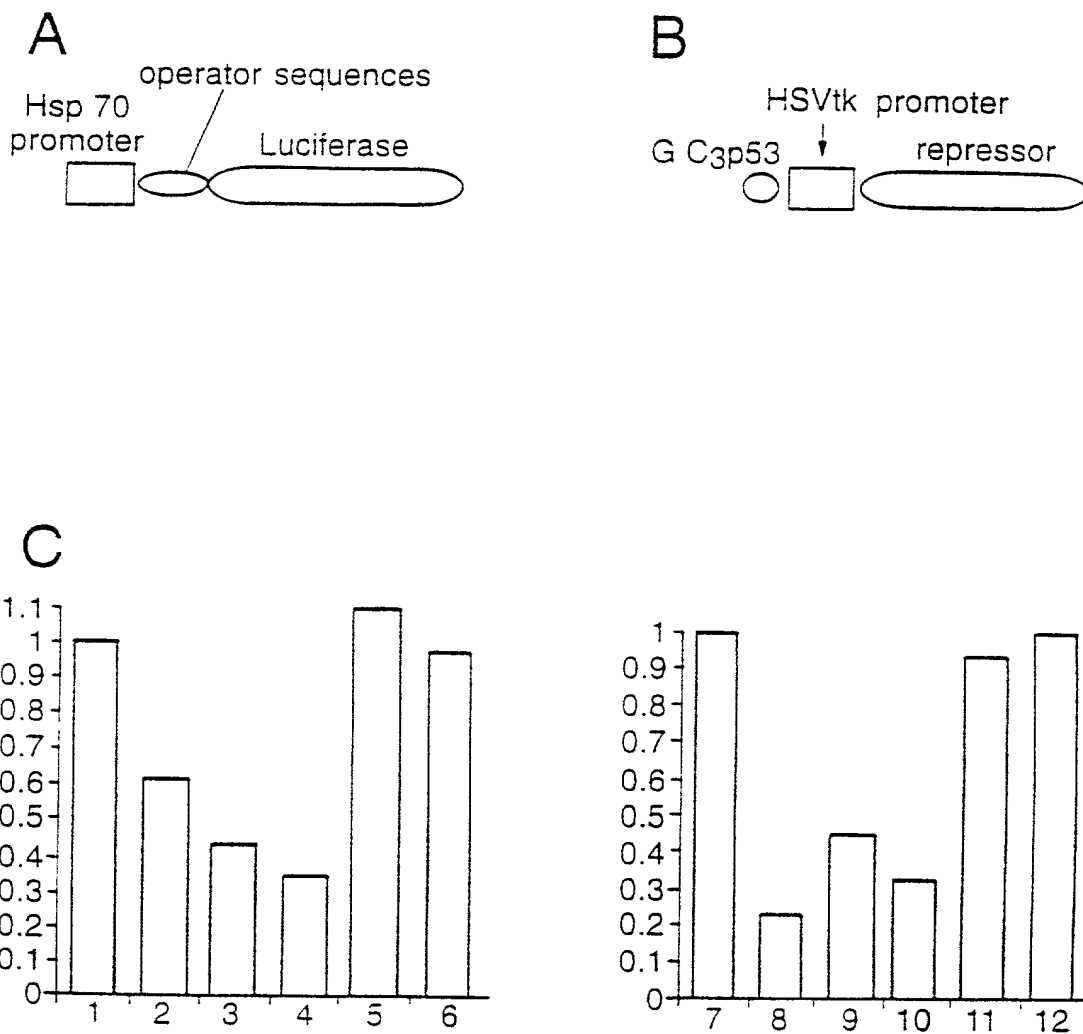 A
operator sequences
Hsp 70
promoter
Luciferase
B
HSVtk promoter
G C3p53
repressor
C
1.1
1
0.9
0.8
0.7
0.6
0.5
0.4
0.3
0.2
0.1
0
1 2 3 4 5 6
1
0.9
0.8
0.7
0.6
0.5
0.4
0.3
0.2
0.1
0
7 8 9 10 11 12